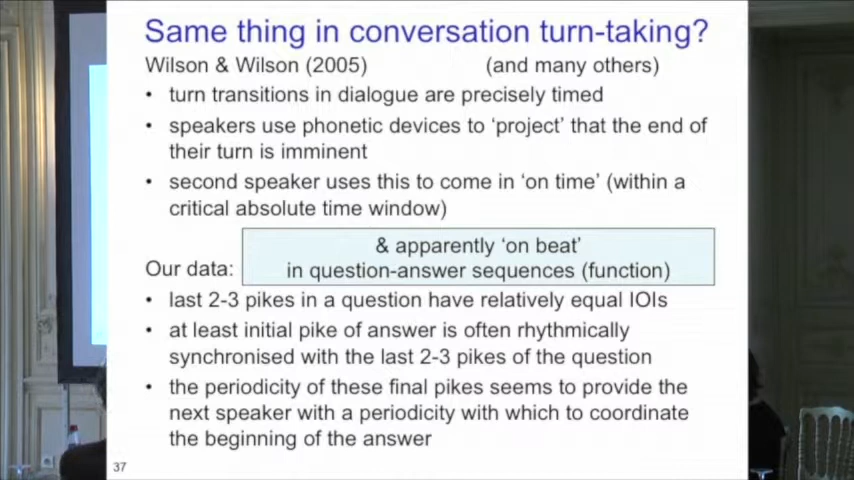 Same thing in conversation turn-taking?
Wilson & Wilson (2005) (and many others)
• turn transitions in dialogue are precisely timed
• speakers use phonetic devices to 'project' that the end of
their turn is imminent
• second speaker uses this to come in 'on time' (within a
critical absolute time window)
& apparently 'on beat'
Our data: in question-answer sequences (function)
• last 2-3 pikes in a question have relatively equal IOIs
• at least initial pike of answer is often rhythmically
synchronised with the last 2-3 pikes of the question
• the periodicity of these final pikes seems to provide the
next speaker with a periodicity with which to coordinate
the beginning of the answer
37